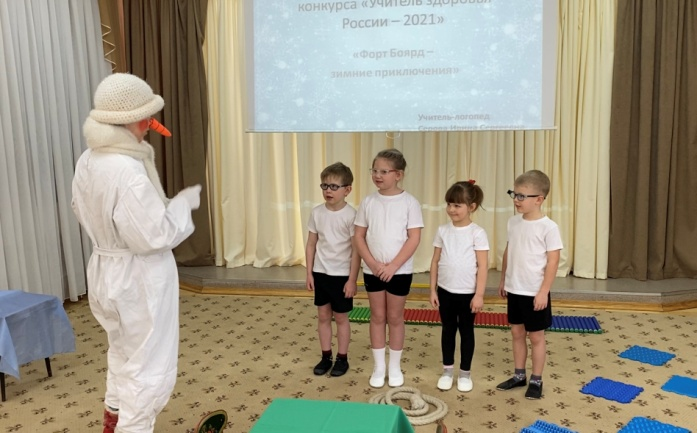 конкурса «Учитель здоровья
России – 2021»
«Форт Боярд –
зимние приключения»
Учитель-логопед: